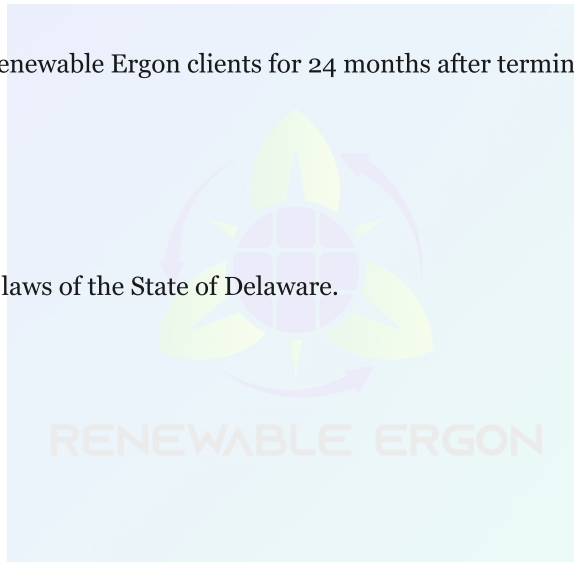 enewable Ergon clients for 24 months after termin
laws of the State of Delaware.
RENEWABLE ERGON